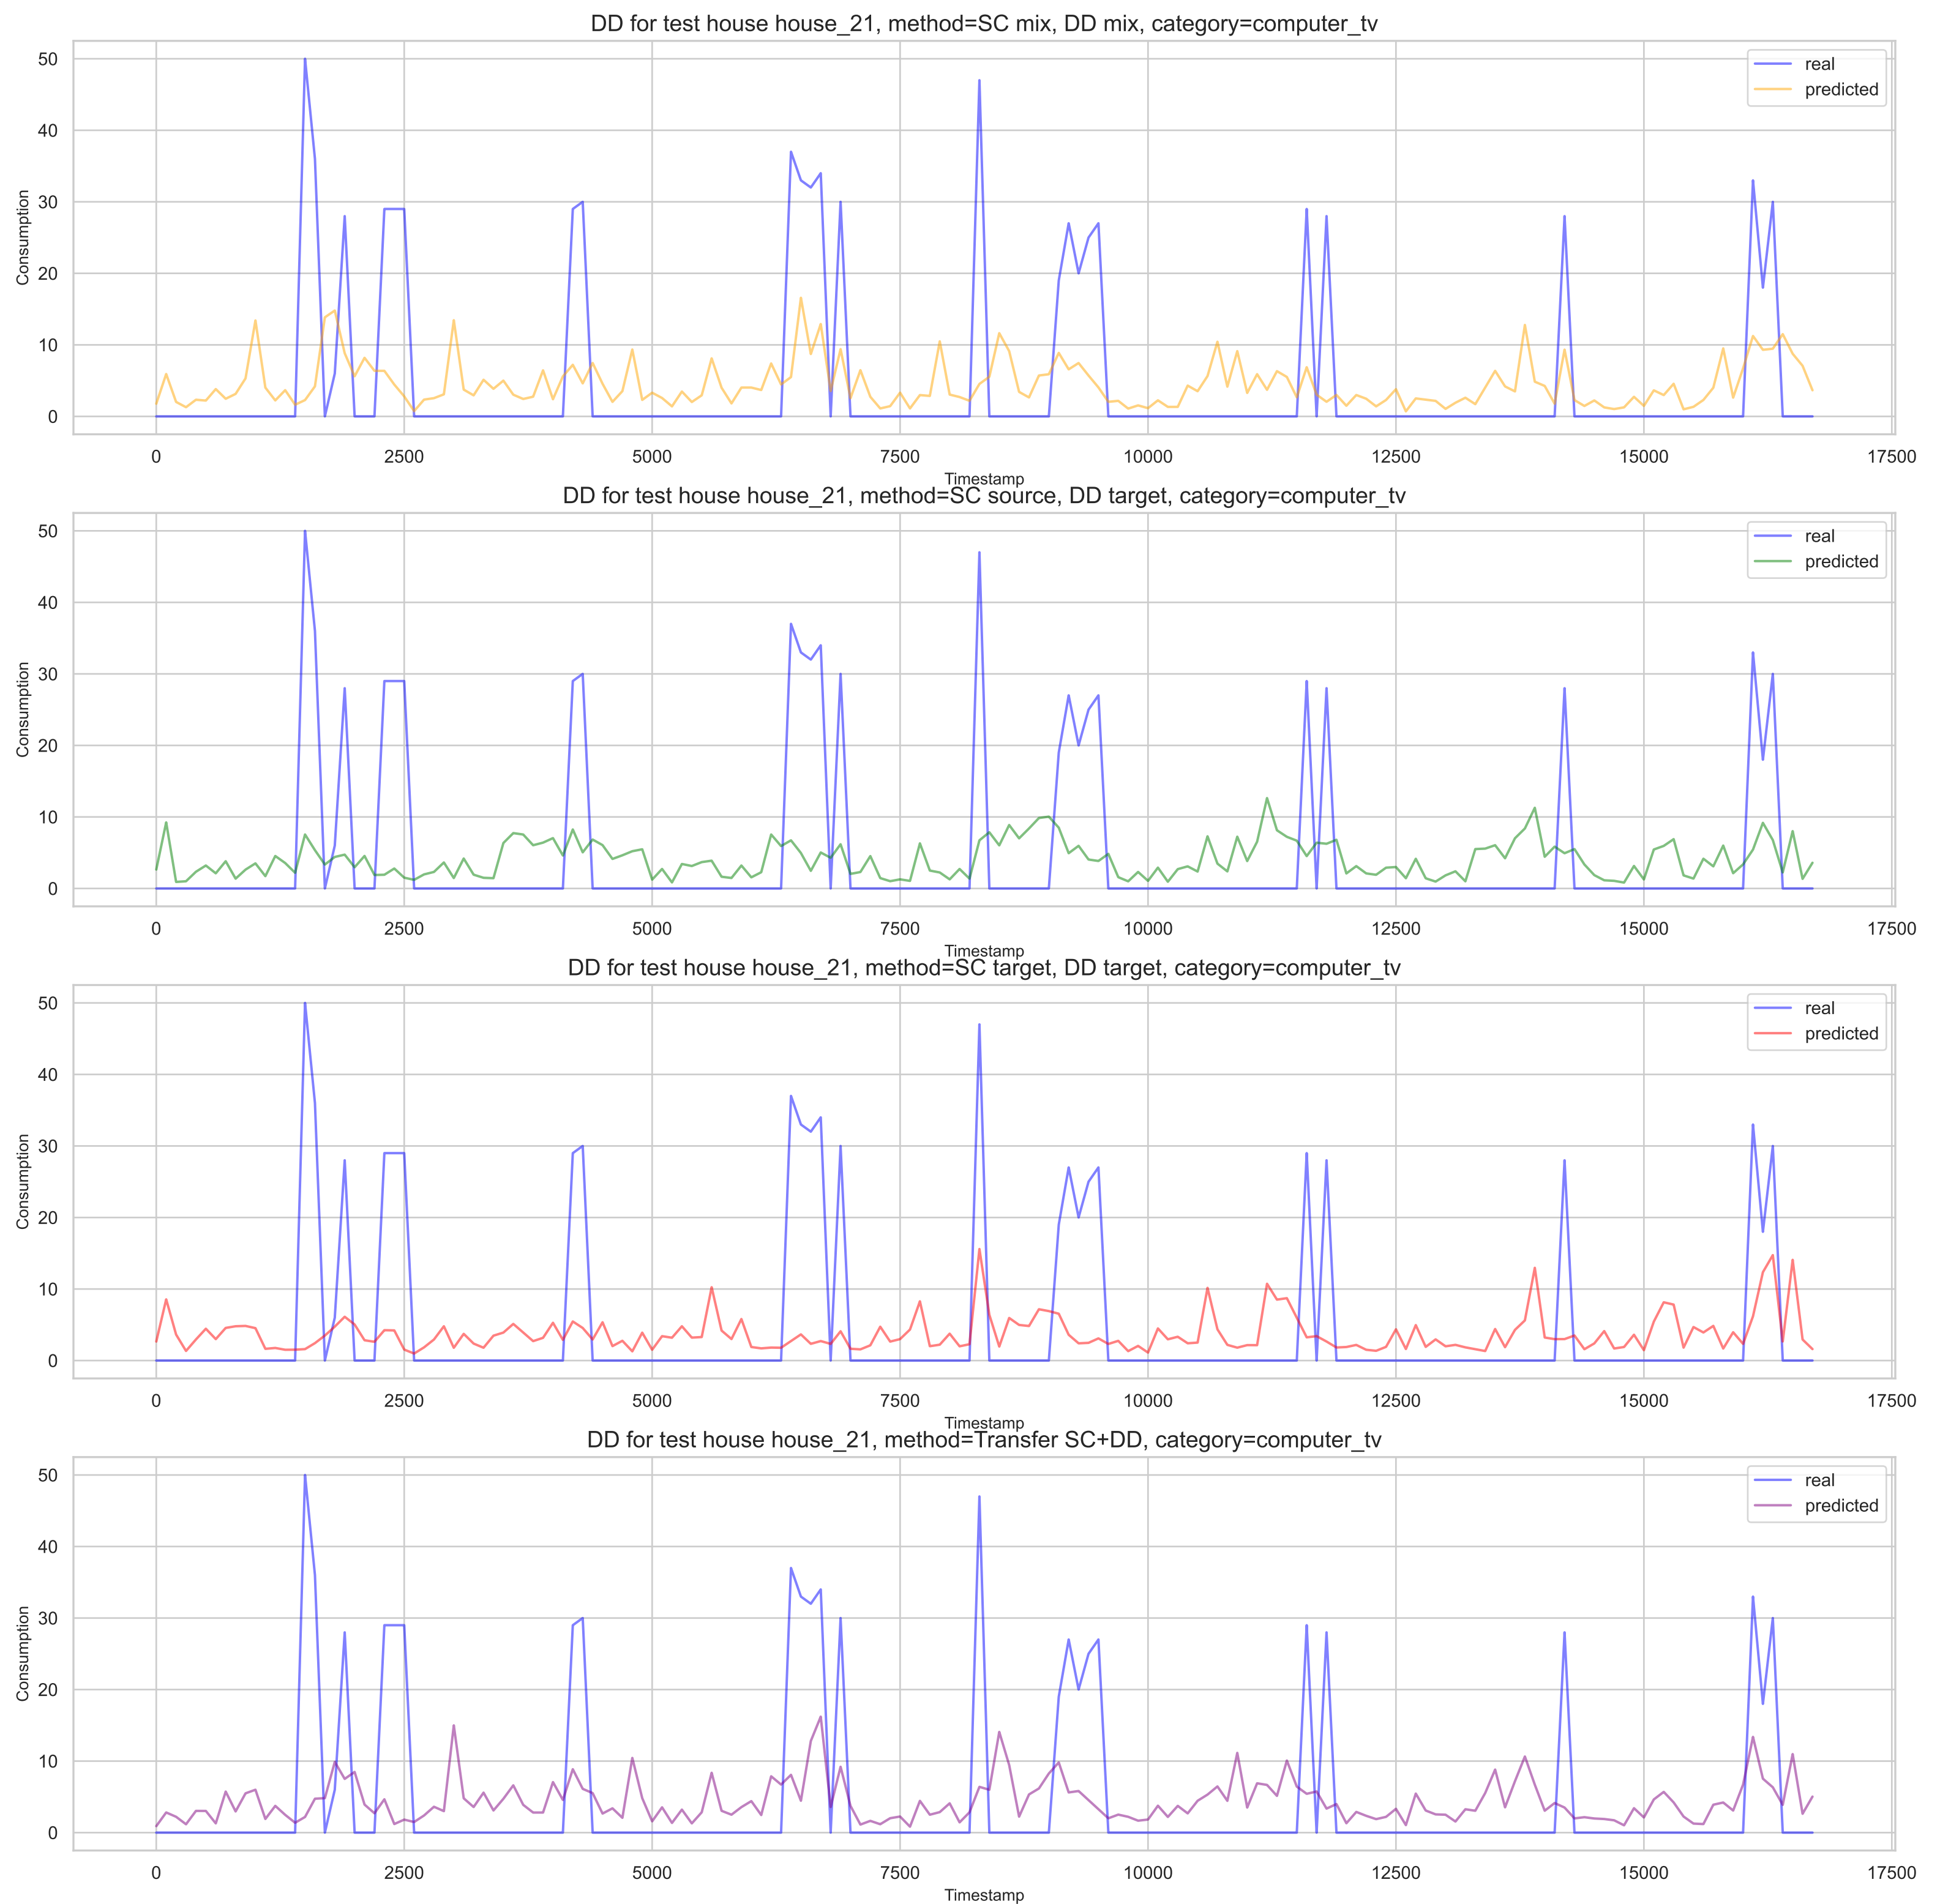 DD for test house house_21, method=SC mix, DD mix, category=computer_tv
real
predicted
50
40
30
20
10
0
Consumption
0 2500 5000 7500 10000 12500 15000 17500
Timestamp
DD for test house house_21, method=SC source, DD target, category=computer_tv
real
predicted
50
40
30
20
10
0
Consumption
0 2500 5000 7500 10000 12500 15000 17500
Timestamp
DD for test house house_21, method=SC target, DD target, category=computer_tv
real
predicted
50
40
30
20
10
0
Consumption
0 2500 5000 7500 10000 12500 15000 17500
Timestamp
DD for test house house_21, method=Transfer SC+DD, category=computer_tv
real
predicted
50
40
30
20
10
0
Consumption
0 2500 5000 7500 10000 12500 15000 17500
Timestamp